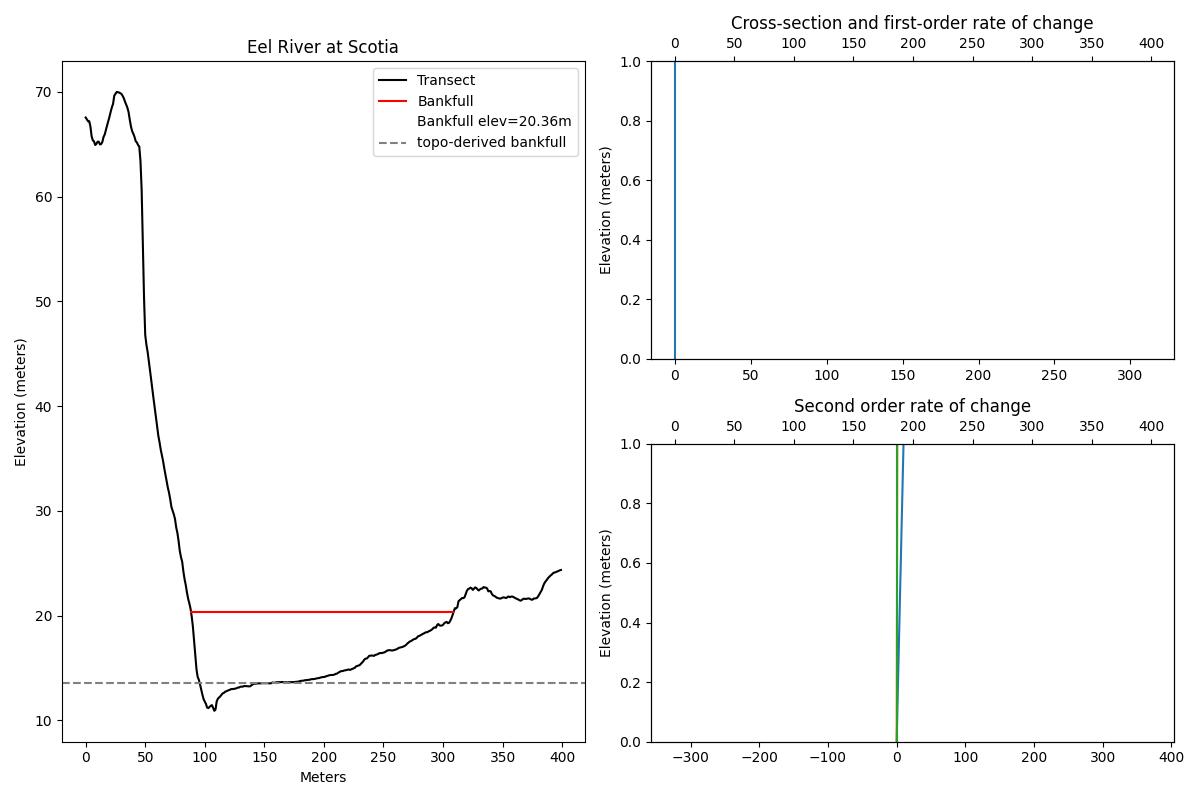 Eel River at Scotia
Elevation (meters)
70
60
50
40
30
20
10
0 50 100 150 200 250 300 350 400
Meters
Transect
Bankfull
Bankfull elev=20.36m
topo-derived bankfull
Cross-section and first-order rate of change
0 50 100 150 200 250 300 350 400
Elevation (meters)
1.0
0.8
0.6
0.4
0.2
0.0
0 50 100 150 200 250 300
Second order rate of change
0 50 100 150 200 250 300 350 400
Elevation (meters)
1.0
0.8
0.6
0.4
0.2
0.0
−300 −200 −100 0 100 200 300 400